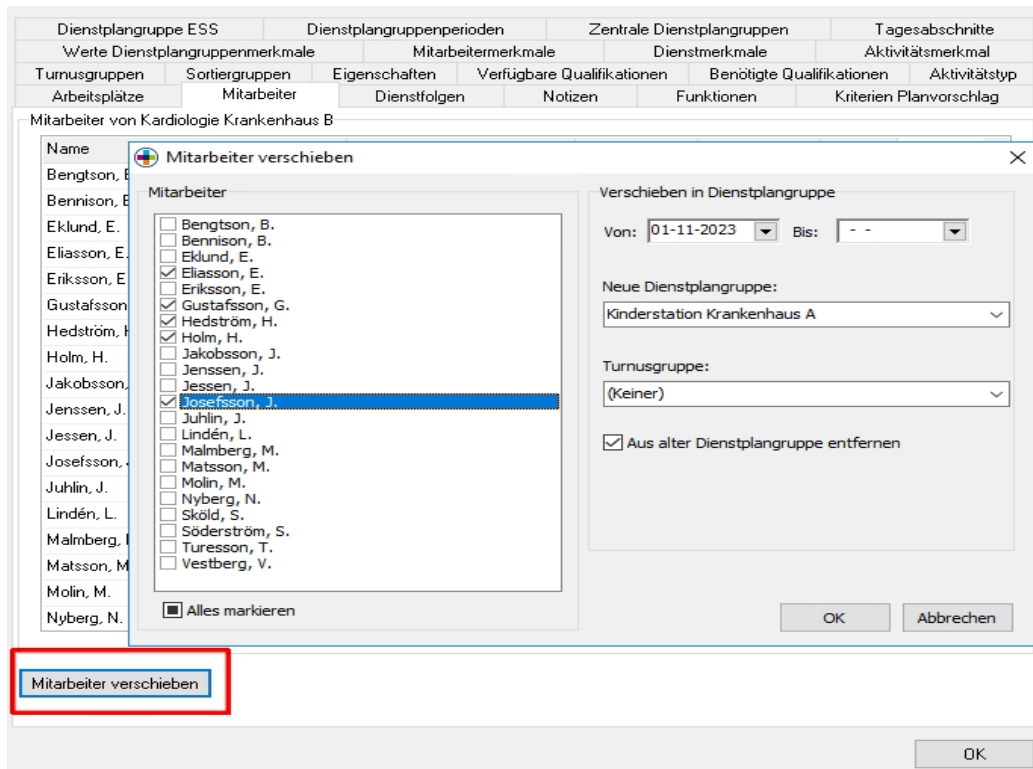 Dienstplangruppe ESS Dienstplangruppenperioden Zentrale Dienstplangruppen Tagesabschnitte
Werte Dienstplangruppenmerkmale Mitarbeitermerkmale Dienstmerkmale Aktivitätsmerkmal
Turnusgruppen Sortiergruppen Eigenschaften Verfügbare Qualifikationen Benötigte Qualifikationen Aktivitätstyp
Arbeitsplätze Mitarbeiter Dienstfolgen Notizen Funktionen Kriterien Planvorschlag
Mitarbeiter von Kardiologie Krankenhaus B
Name
Bengtson,
Bennison,
Eklund, E.
Eliasson, E.
Eriksson, E
Gustafsson
Hedström,
Holm, H.
Jakobsson,
Jenssen, J.
Jessen, J.
Josefsson,
Juhlin, J.
Lindén, L.
Malmberg,
Matsson, M
Molin, M.
Nyberg, N.
Mitarbeiter verschieben
Mitarbeiter
Bengtson, B.
Bennison, B.
Eklund, E.
Eliasson, E.
Eriksson, E.
Gustafsson, G.
Hedström, H.
Holm, H.
Jakobsson, J.
Jenssen, J.
Jessen, J.
Josefsson, J.
Juhlin, J.
Lindén, L.
Malmberg, M.
Matsson, M.
Molin, M.
Nyberg, N.
Sköld, S.
Söderström, S.
Turesson, T.
Vestberg, V.
Alles markieren
Verschieben in Dienstplangruppe
Von: 01-11-2023 Bis: - -
Neue Dienstplangruppe:
Kinderstation Krankenhaus A
Turnusgruppe:
(Keiner)
Aus alter Dienstplangruppe entfernen
OK Abbrechen
Mitarbeiter verschieben
OK